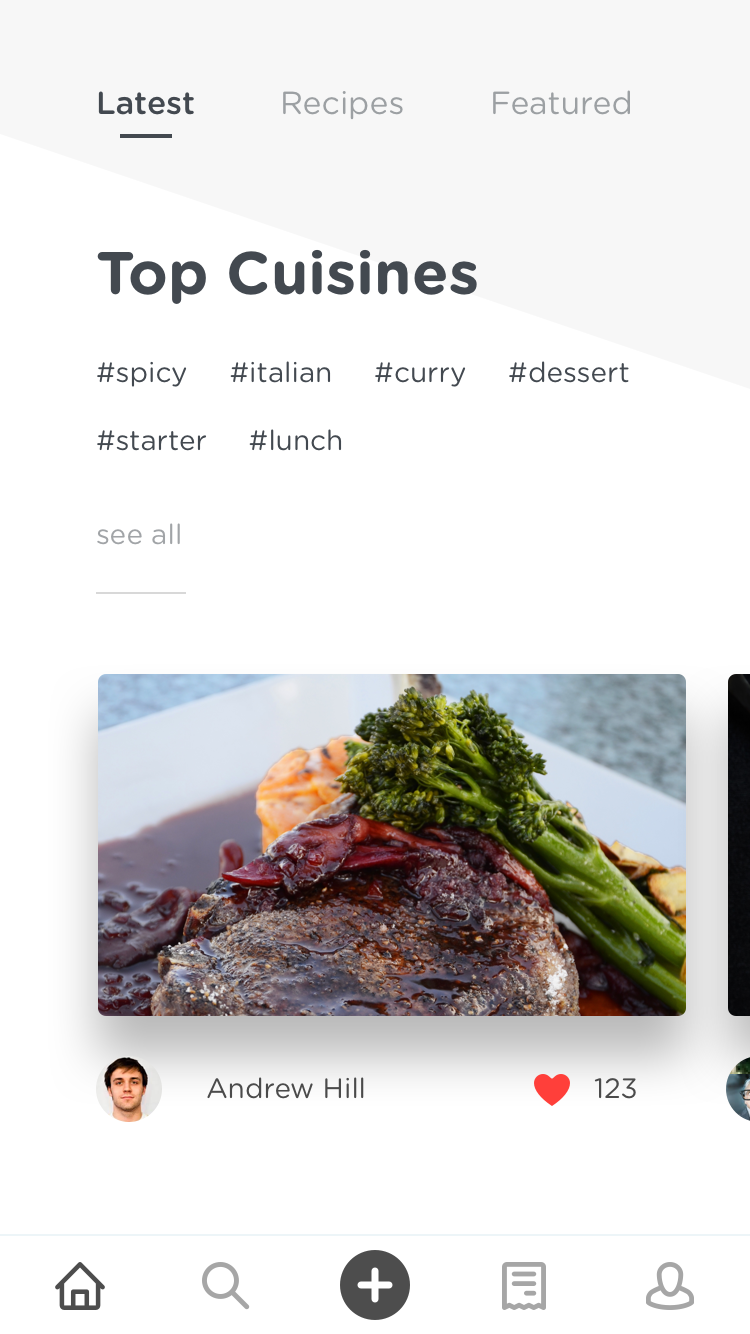 Latest Recipes Featured
Top Cuisines
#spicy #italian #curry #dessert
#starter #lunch
see all
Andrew Hill 123